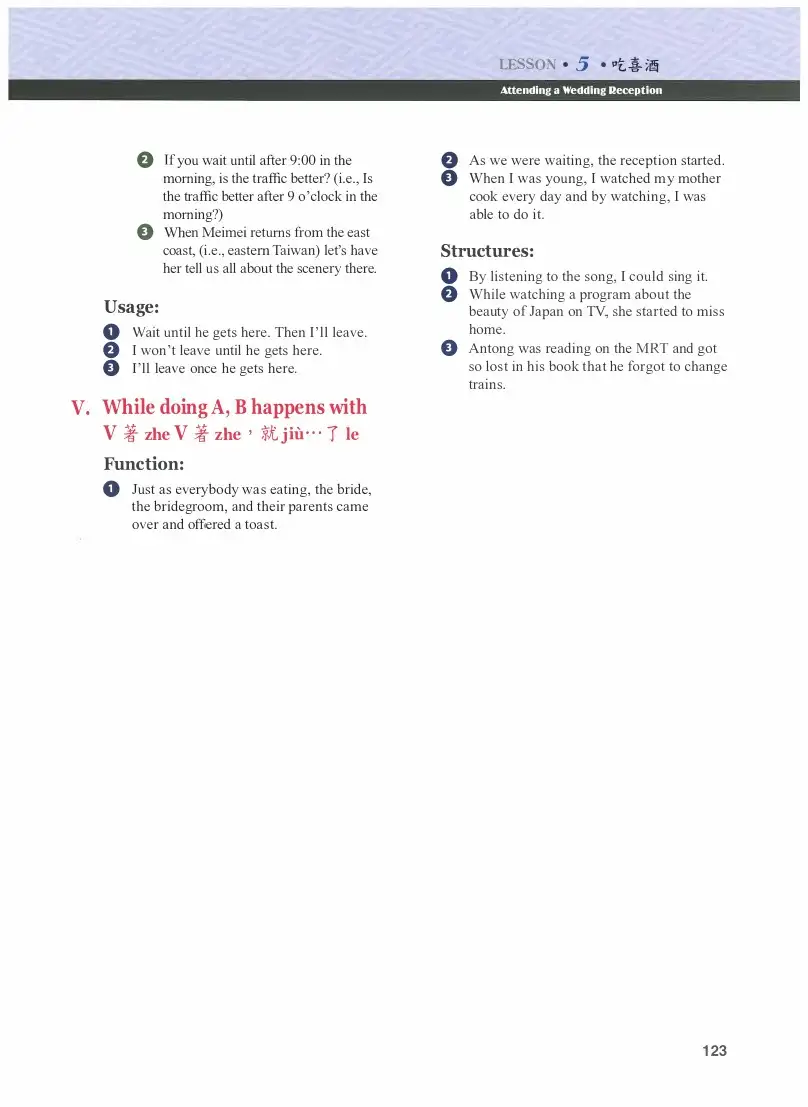 LESSON • 5 • 吃喜酒
Attending a Wedding Reception
2 If you wait until after 9:00 in the
morning, is the traffic better? (i.e., Is
the traffic better after 9 o'clock in the
morning?)
3 When Meimei returns from the east
coast, (i.e., eastern Taiwan) let's have
her tell us all about the scenery there.
Usage:
1 Wait until he gets here. Then I'll leave.
2 I won't leave until he gets here.
3 I'll leave once he gets here.
V. While doing A, B happens with
V 著 zhe V 著 zhe，就 jiù…了 le
Function:
1 Just as everybody was eating, the bride,
the bridegroom, and their parents came
over and offered a toast.
2 As we were waiting, the reception started.
3 When I was young, I watched my mother
cook every day and by watching, I was
able to do it.
Structures:
1 By listening to the song, I could sing it.
2 While watching a program about the
beauty of Japan on TV, she started to miss
home.
3 Antong was reading on the MRT and got
so lost in his book that he forgot to change
trains.
123